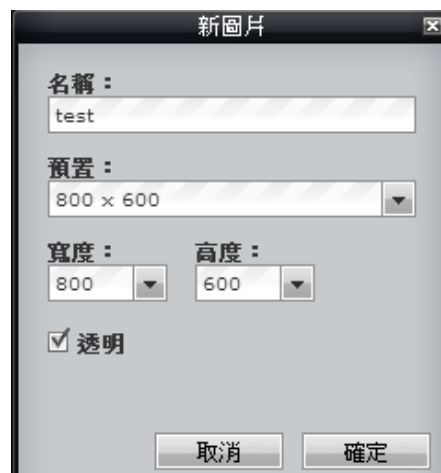 新圖片
名稱：
test
預置：
800 x 600
寬度： 高度：
800 600
透明
取消 確定